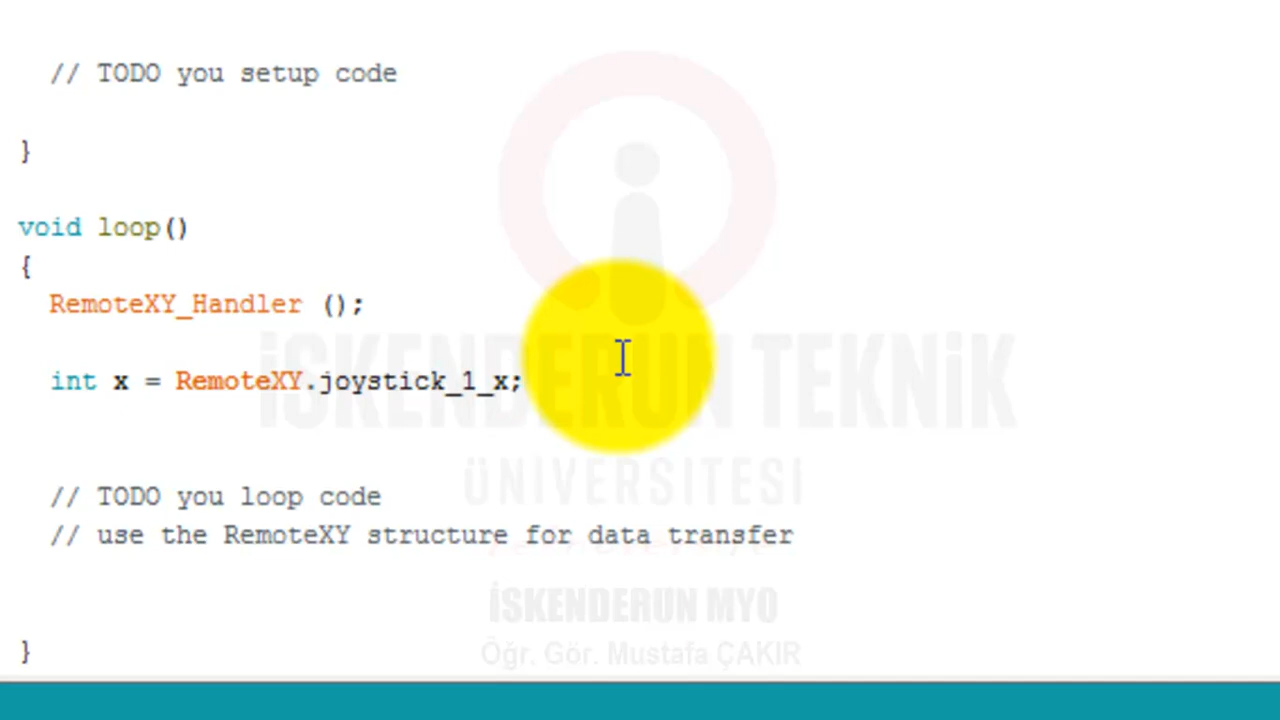 // TODO you setup code
}
void loop()
{
RemoteXY_Handler ();
int x = RemoteXY.joystick_1_x;
İSKENDERUN TEKNİK
ÜNİVERSİTESİ
// TODO you loop code
// use the RemoteXY structure for data transfer
İSKENDERUN MYO
Öğr. Gör. Mustafa ÇAKIR
}